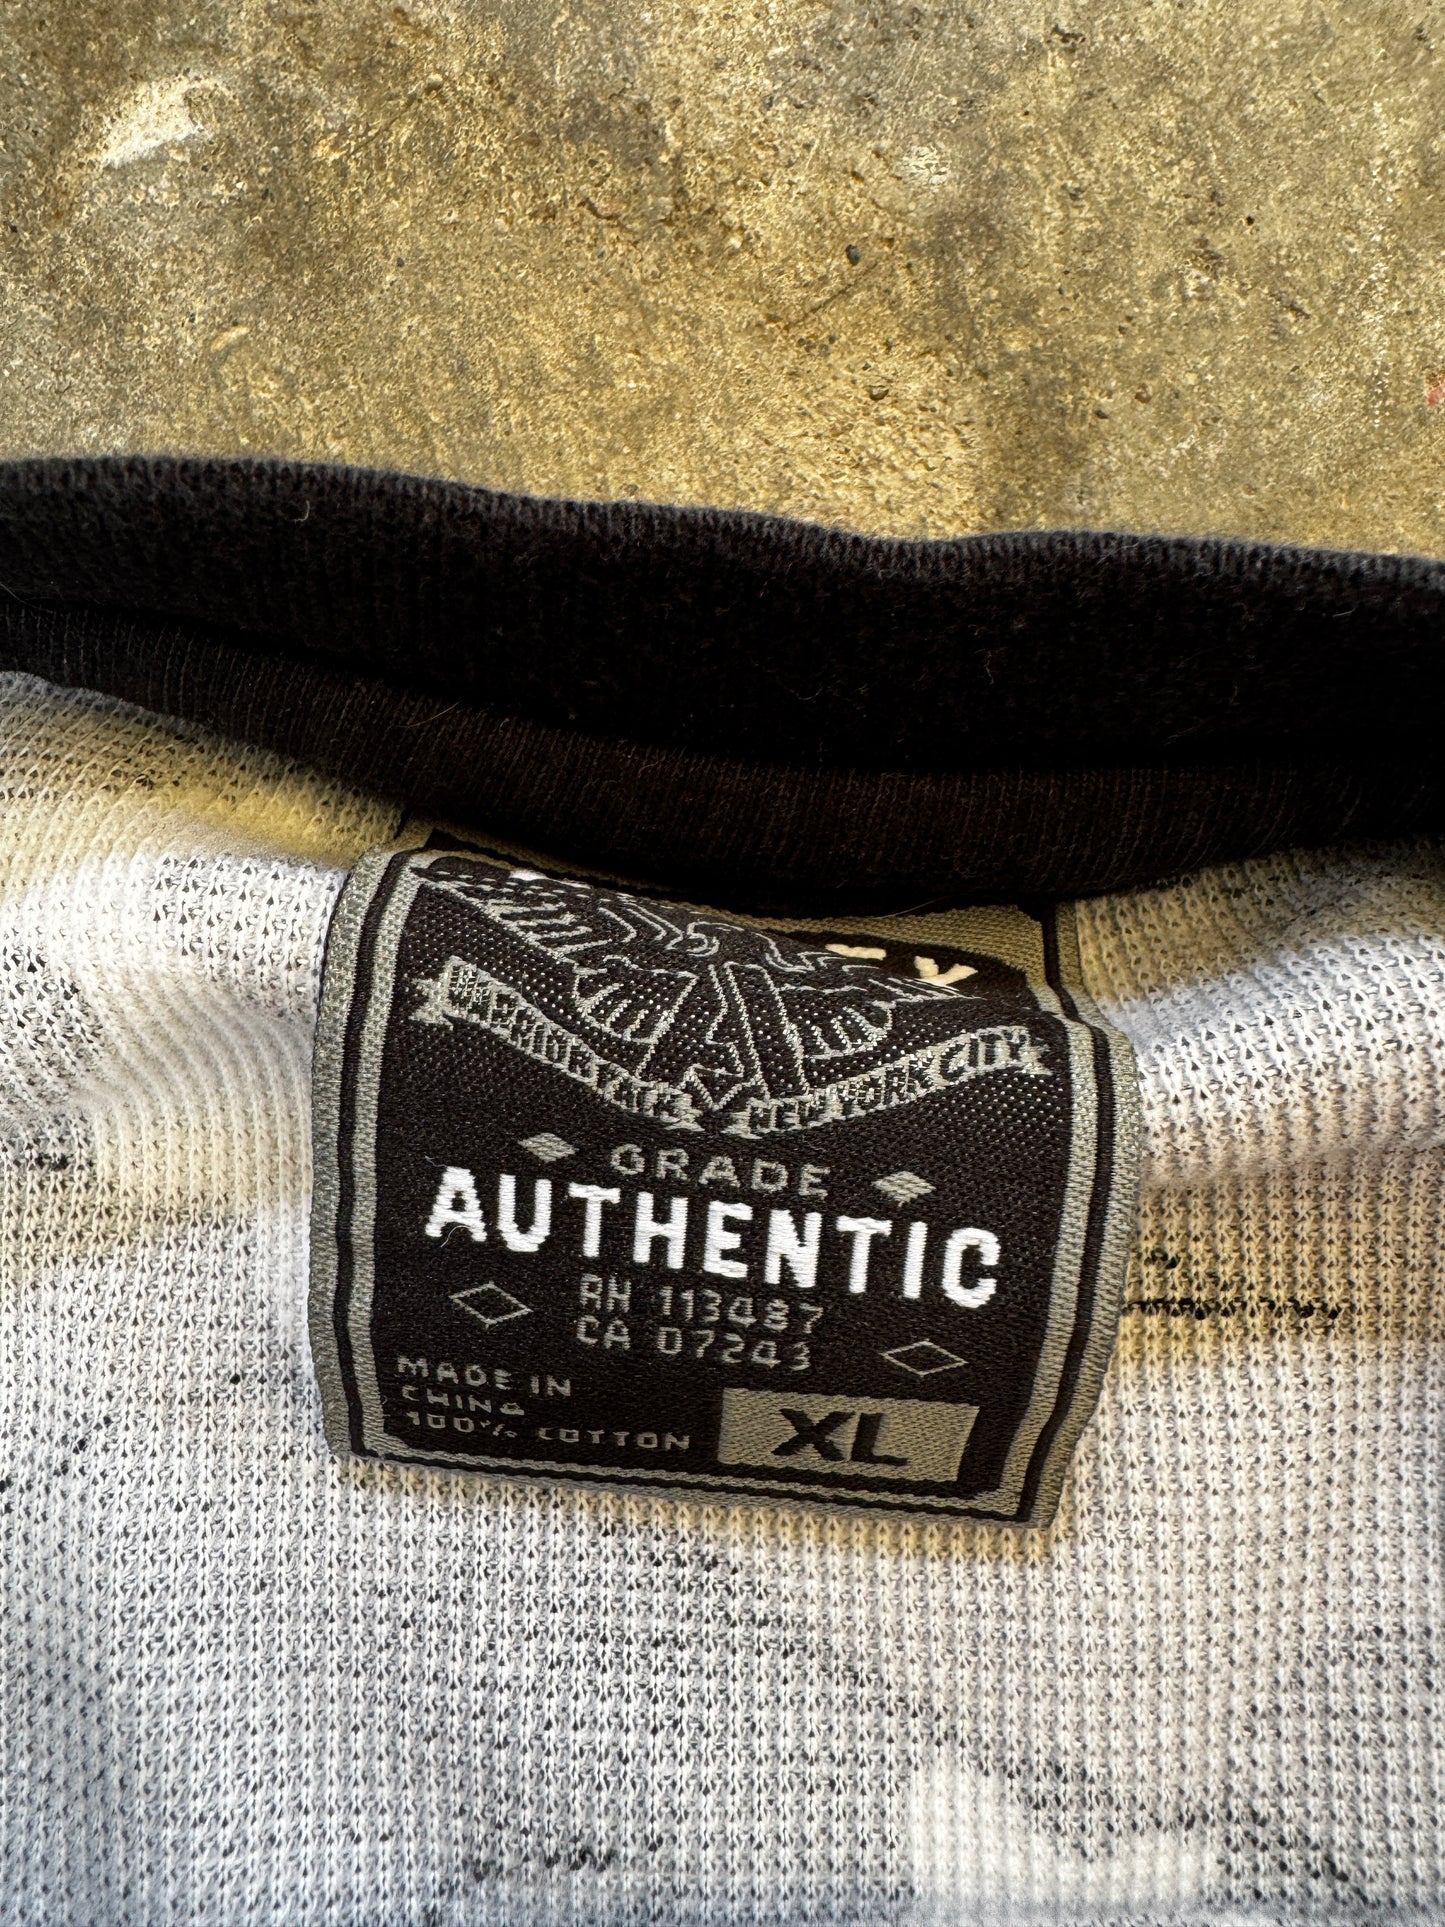 NEW YORK CITY
GRADE
AUTHENTIC
RN 113487
CA 07243
MADE IN
CHINA
100% COTTON
XL